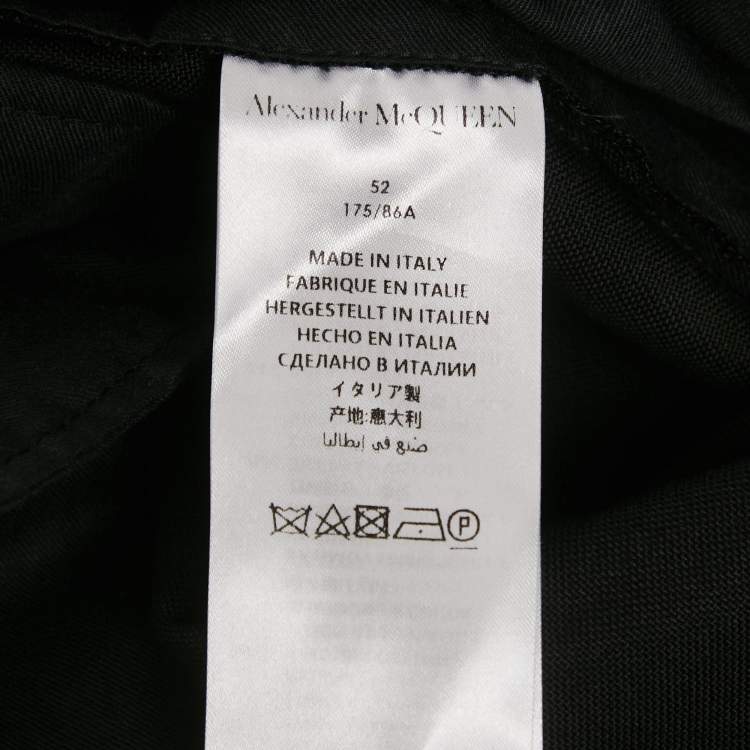 Alexander McQUEEN
52
175/86A
MADE IN ITALY
FABRIQUE EN ITALIE
HERGESTELLT IN ITALIEN
HECHO EN ITALIA
СДЕЛАНО В ИТАЛИИ
イタリア製
产地:意大利
صنع في إيطاليا
P